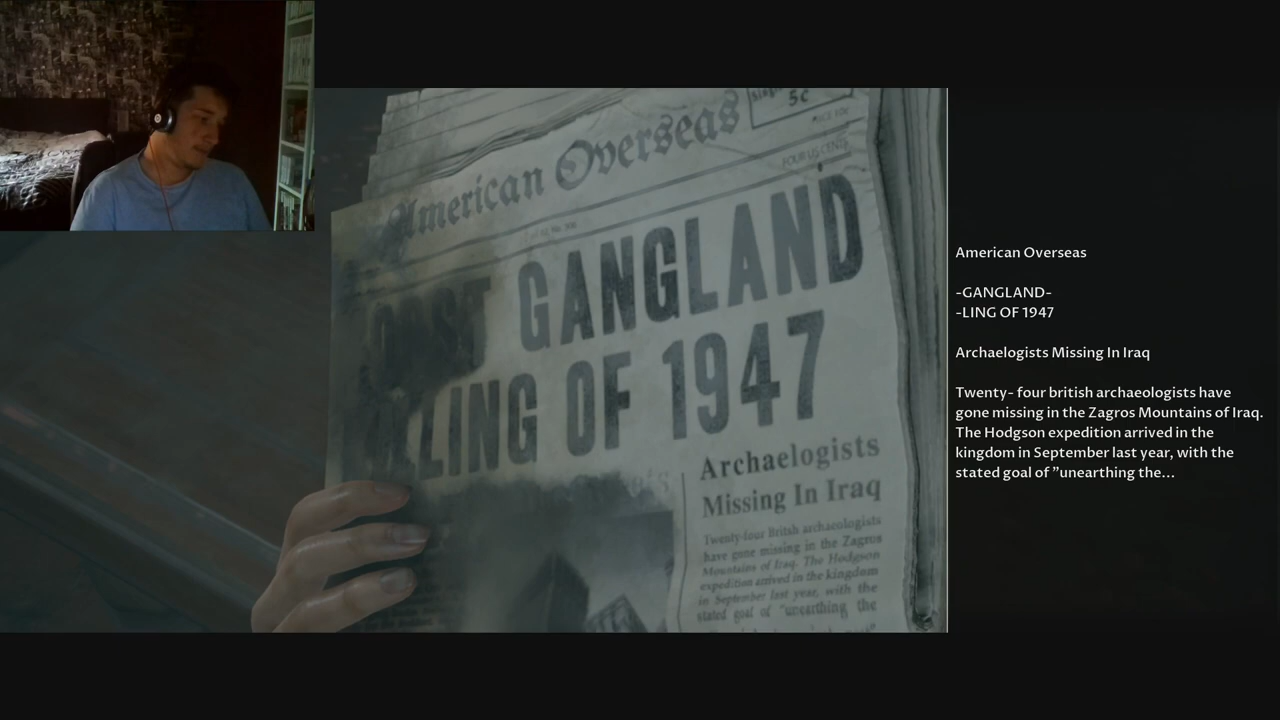 American Overseas
5c
FOUR US CENTS
GANGLAND
LING OF 1947
Archaelogists
Missing In Iraq
Twenty-four Britsh archaeologists
have gone missing in the Zagros
Mountains of Iraq. The Hodgson
expedition arrived in the kingdom
in September last year, with the
stated goal of "unearthing the
American Overseas
-GANGLAND-
-LING OF 1947
Archaelogists Missing In Iraq
Twenty- four british archaeologists have
gone missing in the Zagros Mountains of Iraq.
The Hodgson expedition arrived in the
kingdom in September last year, with the
stated goal of "unearthing the...